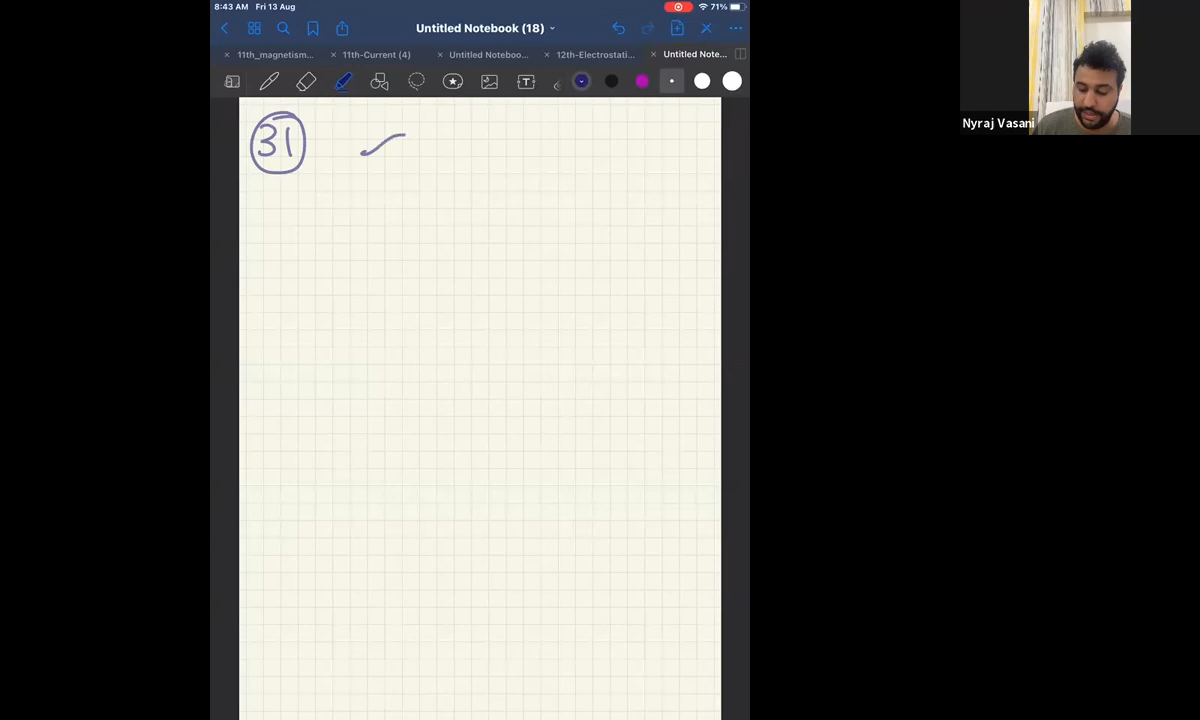 8:43 AM Fri 13 Aug 71%
Untitled Notebook (18)
11th_magnetism... 11th-Current (4) Untitled Noteboo... 12th-Electrostati... Untitled Note...
T
31
Nyraj Vasani